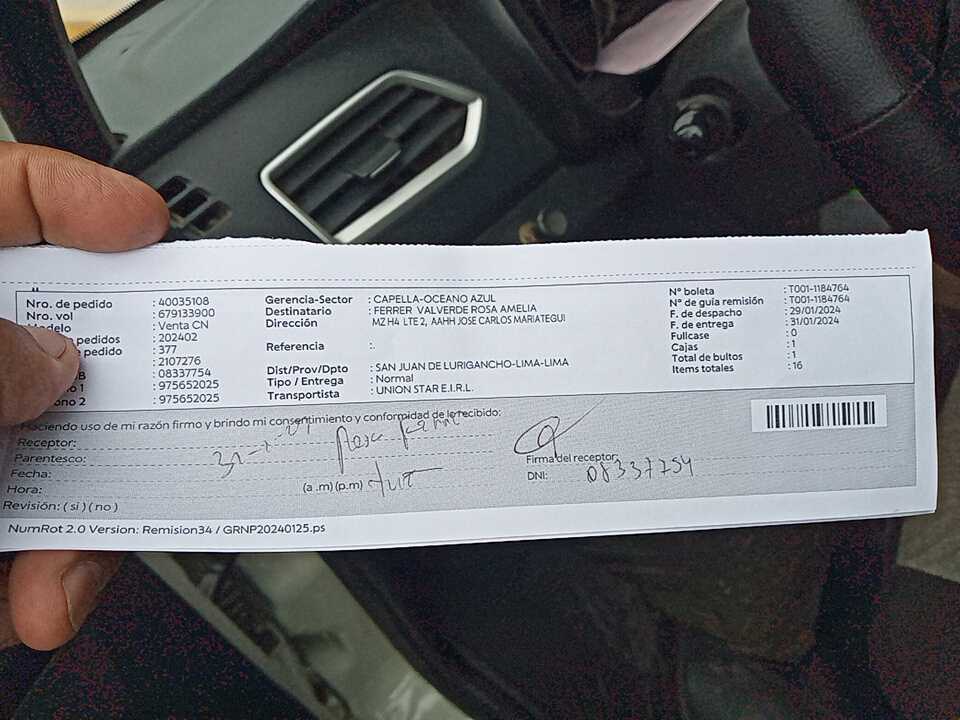 Nro. de pedido : 40035108
Nro. vol : 679133900
Modelo : Venta CN
pedidos : 202402
pedido : 377
: 2107276
: 08337754
o 1 : 975652025
ono 2 : 975652025
Gerencia-Sector : CAPELLA-OCEANO AZUL
Destinatario : FERRER VALVERDE ROSA AMELIA
Dirección MZ H4 LTE 2, AAHH JOSE CARLOS MARIATEGUI
Referencia :.
Dist/Prov/Dpto : SAN JUAN DE LURIGANCHO-LIMA-LIMA
Tipo / Entrega : Normal
Transportista : UNION STAR E.I.R.L.
N° boleta : T001-1184764
N° de guía remisión : T001-1184764
F. de despacho : 29/01/2024
F. de entrega : 31/01/2024
Fullcase : 0
Cajas : 1
Total de bultos : 1
Items totales : 16
Haciendo uso de mi razón firmo y brindo mi consentimiento y conformidad de lo recibido:
Receptor: Rosa
Parentesco:
Fecha:
Hora: (a .m) (p.m)
Revisión: ( si ) ( no )
Firma del receptor
DNI: 08337754
NumRot 2.0 Version: Remision34 / GRNP20240125.ps